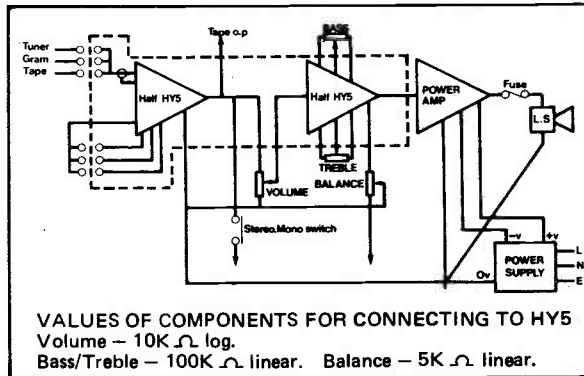 Tape o.p
BASS
Tuner
Gram
Tape
Half HY5
Half HY5
POWER
AMP
Fuse
L.S
TREBLE
VOLUME
BALANCE
Stereo.Mono switch
-v
+v
0v
POWER
SUPPLY
L
N
E
VALUES OF COMPONENTS FOR CONNECTING TO HY5
Volume — 10K Ω log.
Bass/Treble — 100K Ω linear. Balance — 5K Ω linear.